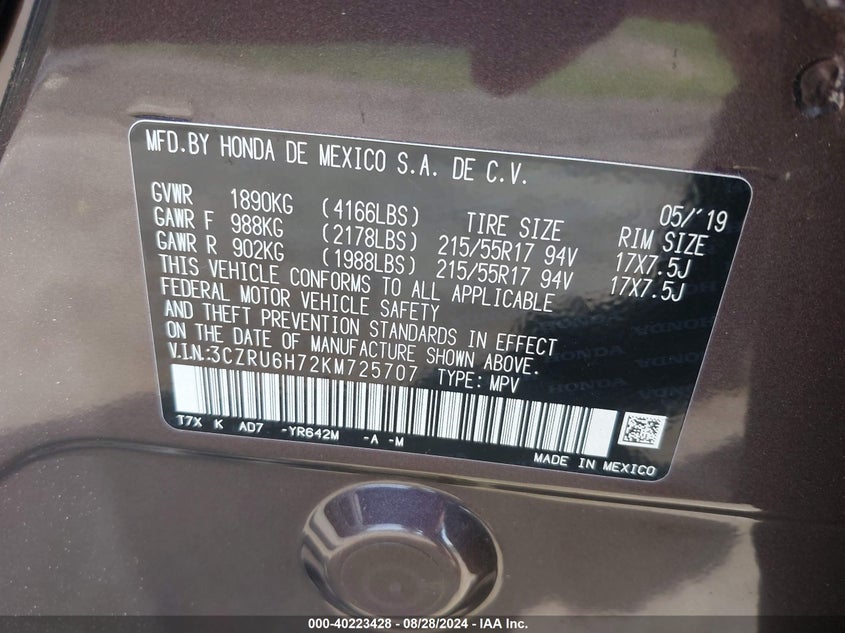 MFD.BY HONDA DE MEXICO S.A. DE C.V.
05/'19
GVWR 1890KG (4166LBS) TIRE SIZE RIM SIZE
GAWR F 988KG (2178LBS) 215/55R17 94V 17X7.5J
GAWR R 902KG (1988LBS) 215/55R17 94V 17X7.5J
THIS VEHICLE CONFORMS TO ALL APPLICABLE
FEDERAL MOTOR VEHICLE SAFETY
AND THEFT PREVENTION STANDARDS IN EFFECT
ON THE DATE OF MANUFACTURE SHOWN ABOVE.
V.I.N.:3CZRU6H72KM725707 TYPE: MPV
T7X K AD7 -YR642M -A -M
MADE IN MEXICO
HONDA
HONDA
000-40223428 - 08/28/2024 - IAA Inc.